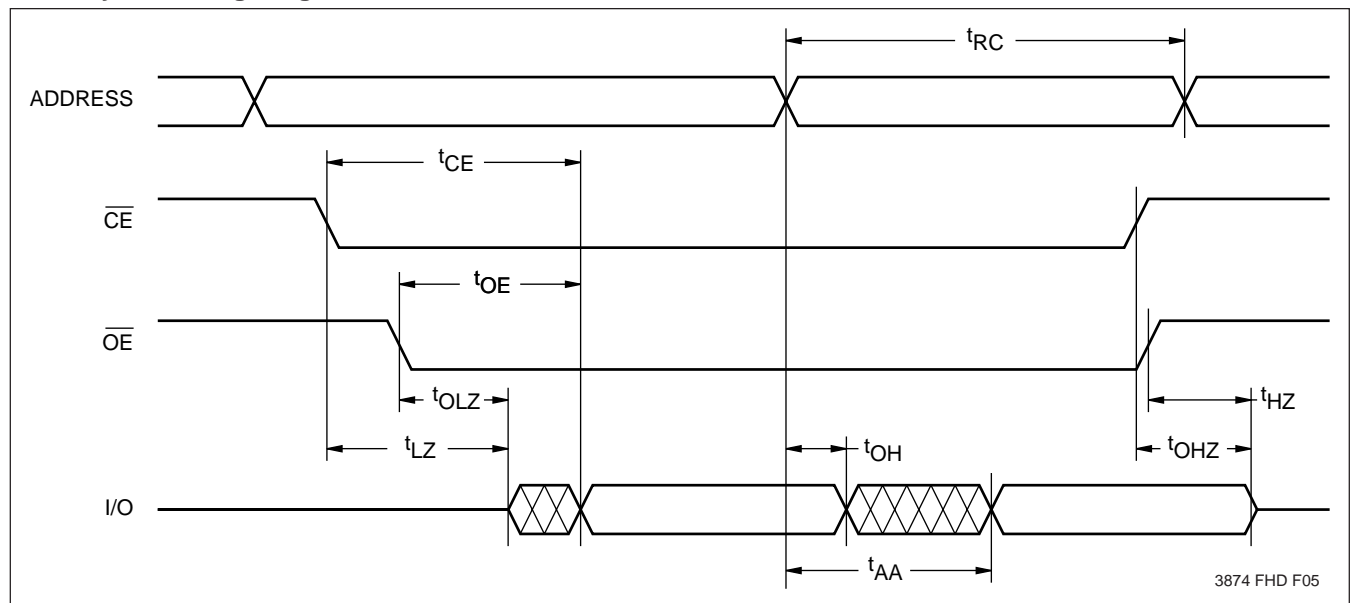 tRC
ADDRESS
tCE
CE
tOE
OE
tOLZ
tHZ
tLZ
tOH
tOHZ
I/O
tAA
3874 FHD F05